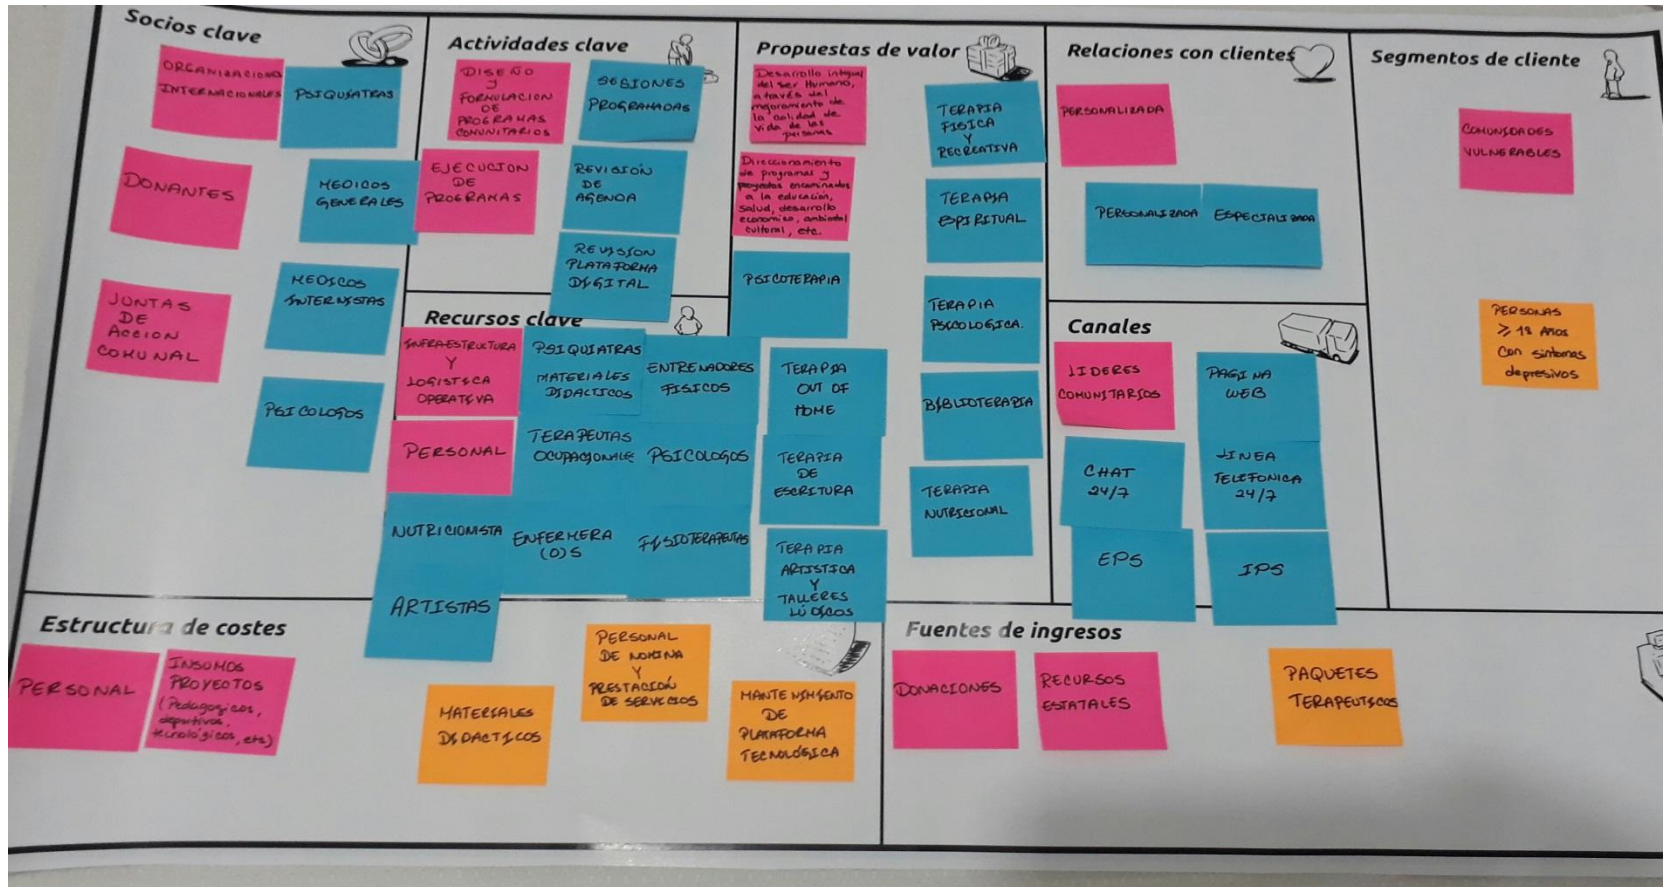 Socios clave
ORGANIZACIONES
INTERNACIONALES
PSIQUIATRAS
DONANTES
MEDICOS
GENERALES
JUNTAS
DE
ACCION
COMUNAL
MEDICOS
INTERNISTAS
PSICOLOGOS
Actividades clave
DISEÑO
Y
FORMULACION
DE
PROGRAMAS
COMUNITARIOS
SESIONES
PROGRAMADAS
EJECUCION
DE
PROGRAMAS
REVISIÓN
DE
AGENDA
REVISION
PLATAFORMA
DIGITAL
Recursos clave
INFRAESTRUCTURA
Y
LOGISTICA
OPERATIVA
PSIQUIATRAS
MATERIALES
DIDACTICOS
ENTRENADORES
FISICOS
PERSONAL
TERAPEUTAS
OCUPACIONALE
PSICOLOGOS
NUTRICIONISTA
ENFERMERA
(O)S
FISIOTERAPEUTAS
ARTISTAS
Propuestas de valor
Desarrollo integral
del ser Humano,
a través del
mejoramiento de
la calidad de
vida de las
personas
Direccionamiento
de programas y
proyectos encaminados
a la educación,
salud, desarrollo
economico, ambiental
cultural, etc.
PSICOTERAPIA
TERAPIA
OUT OF
HOME
TERAPIA
DE
ESCRITURA
TERAPIA
ARTISTICA
Y
TALLERES
LÚDICOS
TERAPIA
FISICA
Y
RECREATIVA
TERAPIA
ESPIRITUAL
TERAPIA
PSICOLOGICA.
BIBLIOTERAPIA
TERAPIA
NUTRICIONAL
Relaciones con clientes
PERSONALIZADA
PERSONALIZADA
ESPECIALIZADA
Canales
LIDERES
COMUNITARIOS
PAGINA
WEB
CHAT
24/7
LINEA
TELEFONICA
24/7
EPS
IPS
Segmentos de cliente
COMUNIDADES
VULNERABLES
PERSONAS
≥ 18 AÑOS
Con sintomas
depresivos
Estructura de costes
PERSONAL
INSUMOS
PROYECTOS
(Pedagogicos,
deportivos,
tecnológicos, etc)
MATERIALES
DIDACTICOS
PERSONAL
DE NOMINA
Y
PRESTACIÓN
DE SERVICIOS
MANTENIMIENTO
DE
PLATAFORMA
TECNOLÓGICA
Fuentes de ingresos
DONACIONES
RECURSOS
ESTATALES
PAQUETES
TERAPEUTICOS